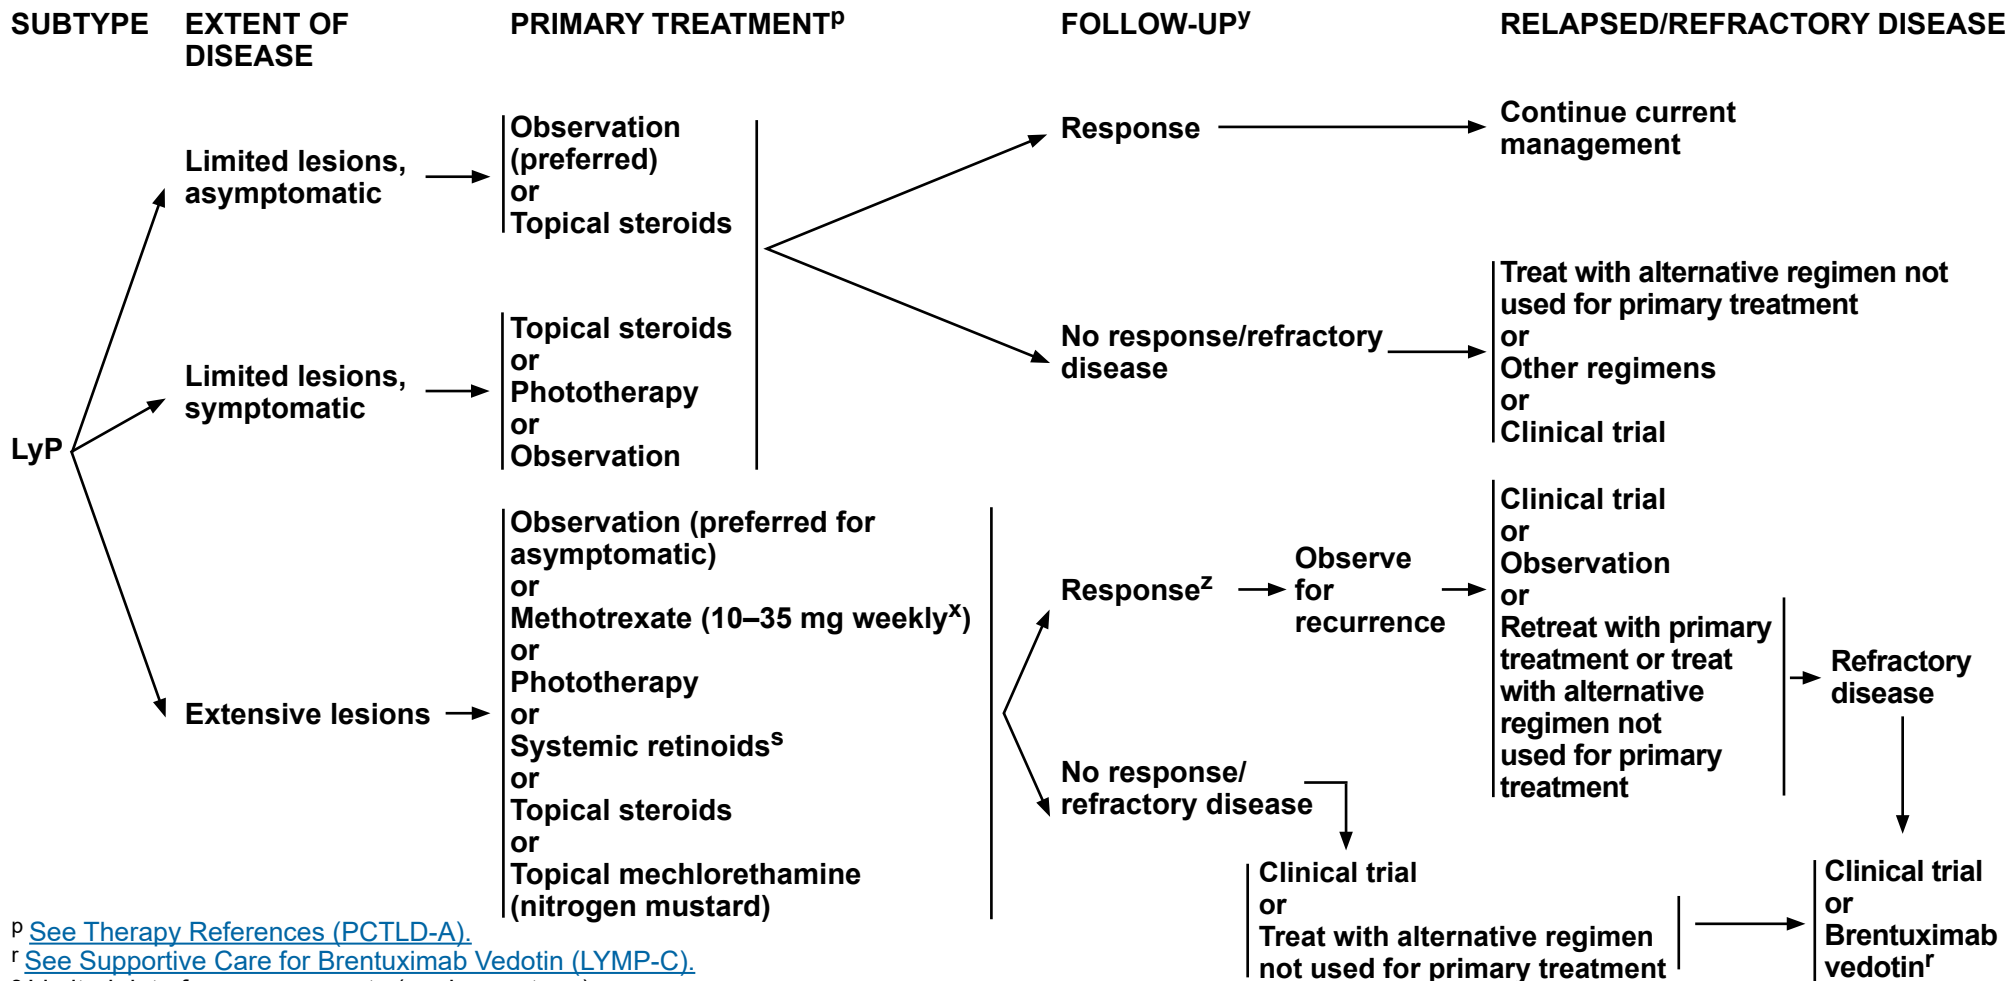 SUBTYPE
EXTENT OF
DISEASE
PRIMARY TREATMENTp
FOLLOW-UPy
RELAPSED/REFRACTORY DISEASE
LyP
Limited lesions,
asymptomatic
Observation
(preferred)
or
Topical steroids
Limited lesions,
symptomatic
Topical steroids
or
Phototherapy
or
Observation
Response
Continue current
management
No response/refractory
disease
Treat with alternative regimen not
used for primary treatment
or
Other regimens
or
Clinical trial
Extensive lesions
Observation (preferred for
asymptomatic)
or
Methotrexate (10–35 mg weeklyx)
or
Phototherapy
or
Systemic retinoidss
or
Topical steroids
or
Topical mechlorethamine
(nitrogen mustard)
Responsez
Observe
for
recurrence
Clinical trial
or
Observation
or
Retreat with primary
treatment or treat
with alternative
regimen not
used for primary
treatment
Refractory
disease
No response/
refractory disease
Clinical trial
or
Treat with alternative regimen
not used for primary treatment
Clinical trial
or
Brentuximab
vedotinr
p See Therapy References (PCTLD-A).
r See Supportive Care for Brentuximab Vedotin (LYMP-C).